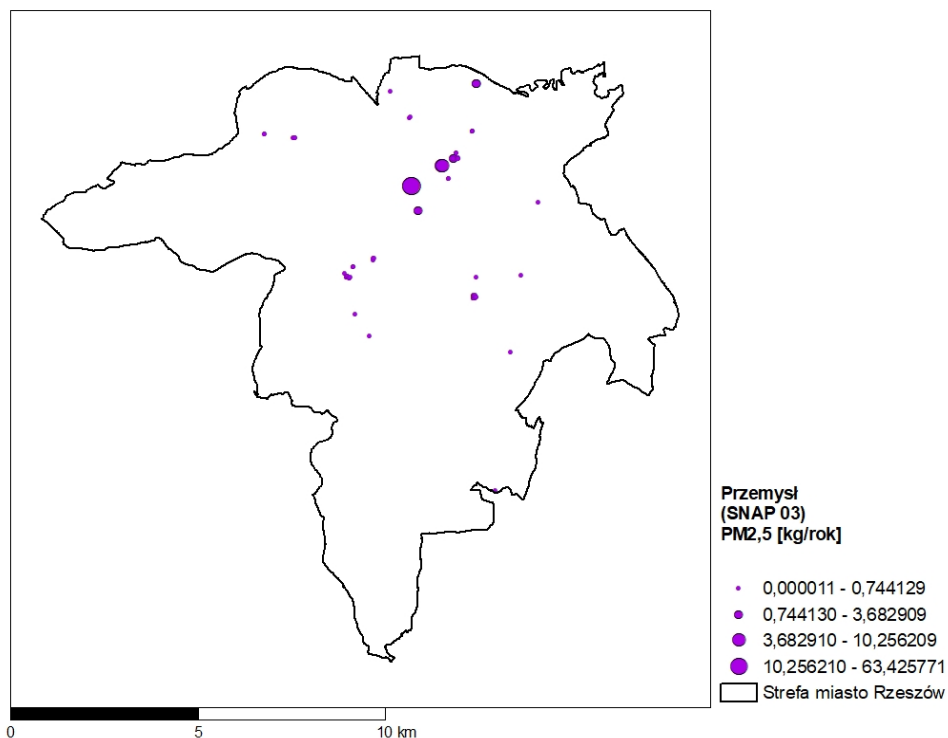 Przemysł
(SNAP 03)
PM2,5 [kg/rok]
0,000011 - 0,744129
0,744130 - 3,682909
3,682910 - 10,256209
10,256210 - 63,425771
Strefa miasto Rzeszów
0 5 10 km